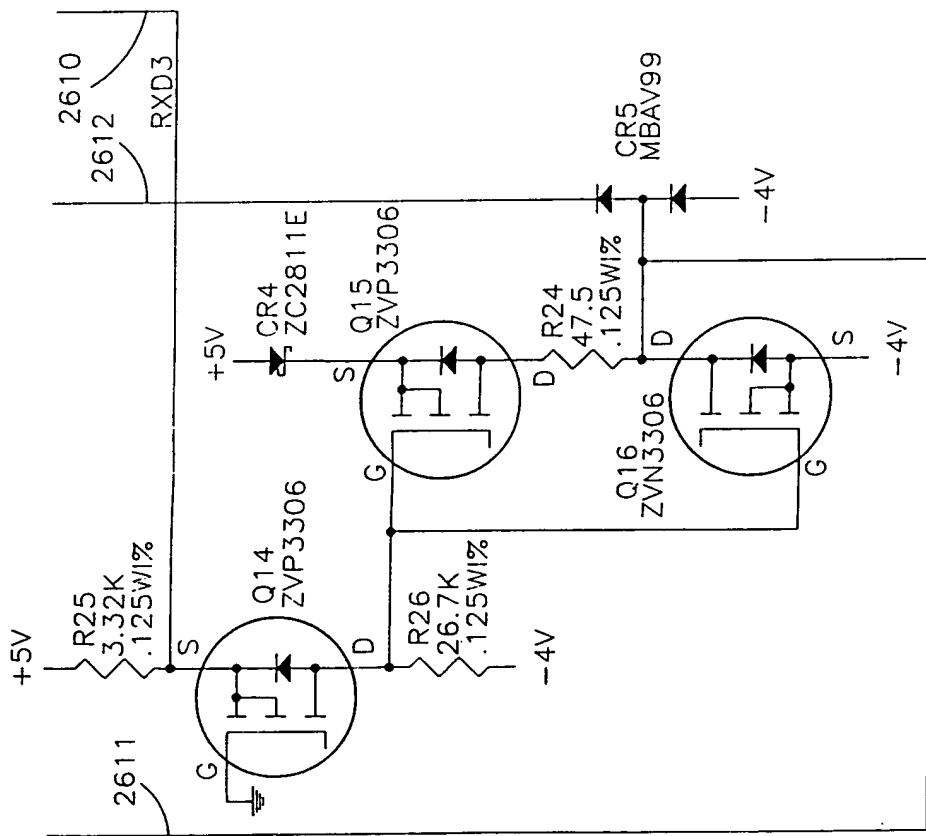 2610
2612
RXD3
CR5
MBAV99
-4V
+5V
CR4
ZC2811E
Q15
ZVP3306
S
G
D
R24
47.5
.125W1%
D
Q16
ZVN3306
G
S
-4V
+5V
R25
3.32K
.125W1%
Q14
ZVP3306
S
G
D
R26
26.7K
.125W1%
-4V
2611